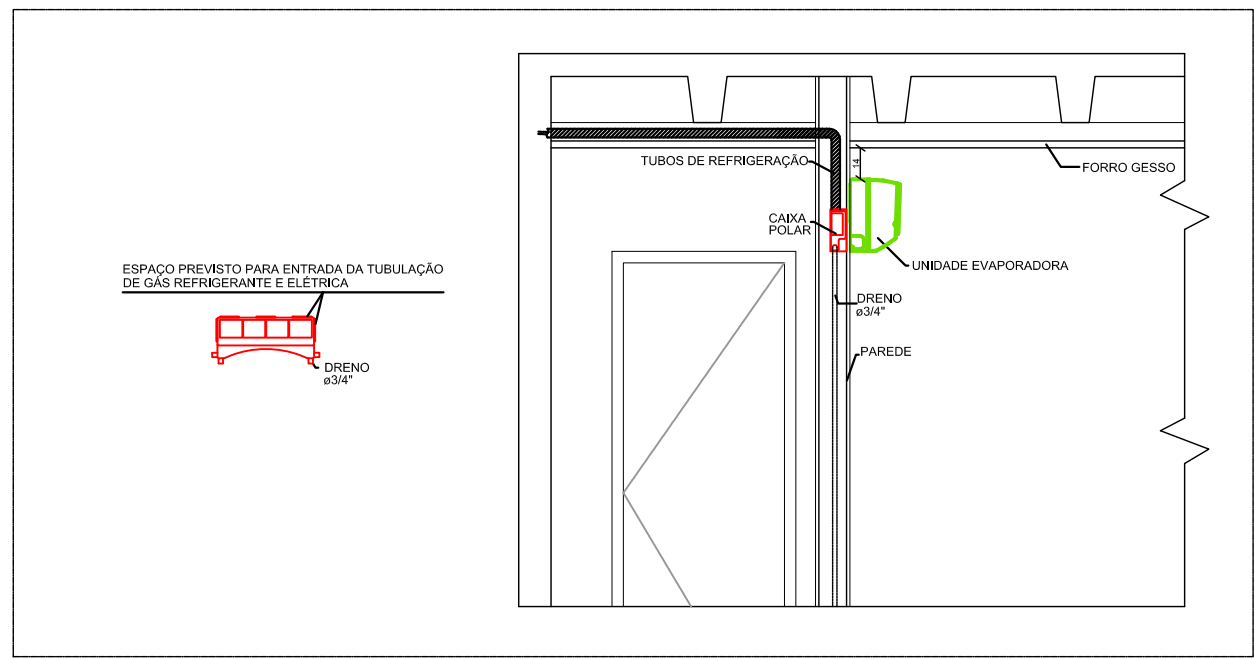 ESPAÇO PREVISTO PARA ENTRADA DA TUBULAÇÃO
DE GÁS REFRIGERANTE E ELÉTRICA
DRENO
ø3/4"
TUBOS DE REFRIGERAÇÃO
14
FORRO GESSO
CAIXA
POLAR
UNIDADE EVAPORADORA
DRENO
ø3/4"
PAREDE